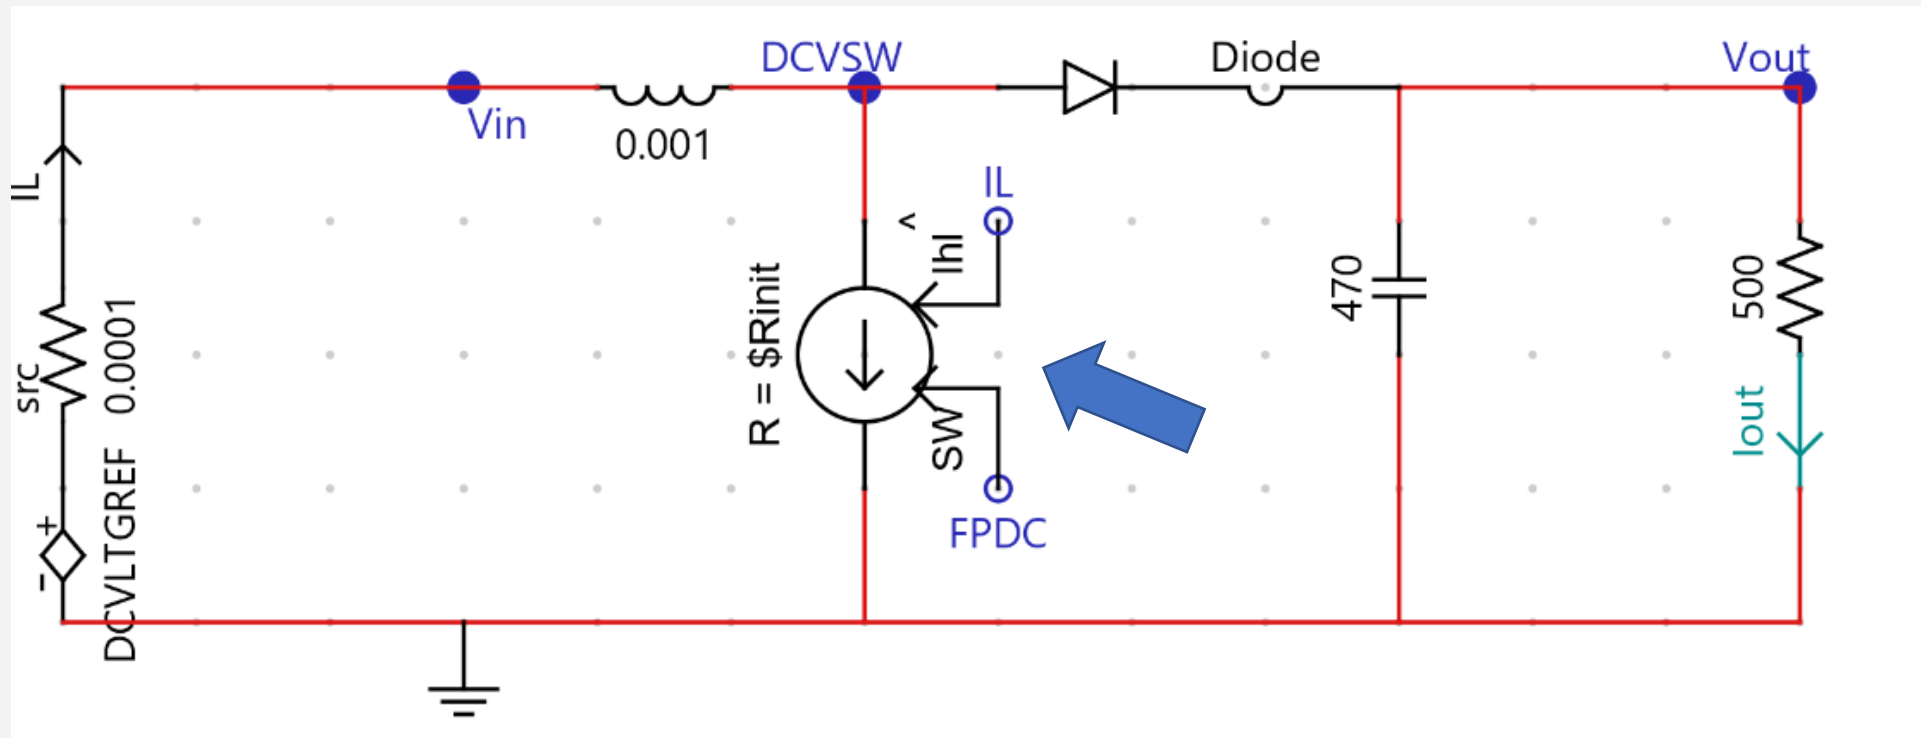 DCVSW
Diode
Vout
Vin
0.001
IL
IL
<
Ihl
R = $Rinit
470
500
src
0.0001
SW
Iout
+
-
DCVLTGREF
FPDC